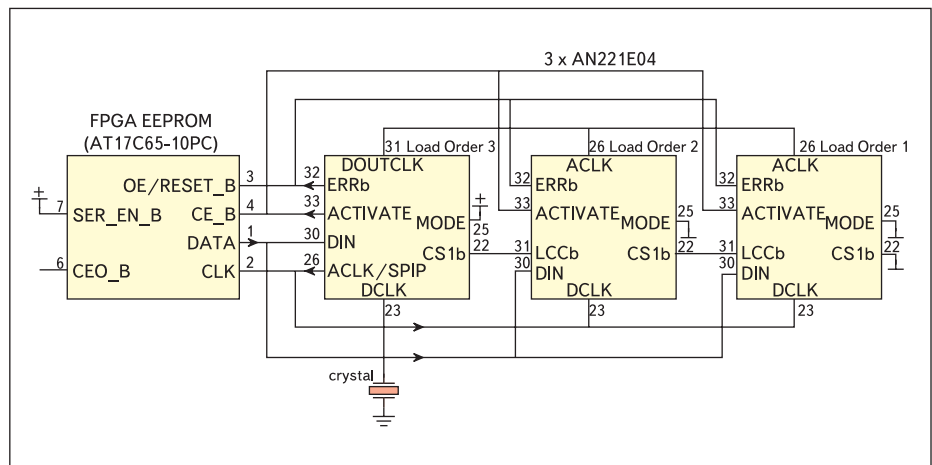 3 x AN221E04
FPGA EEPROM
(AT17C65-10PC)
OE/RESET_B
3
7
SER_EN_B
CE_B
4
DATA
1
6
CEO_B
CLK
2
31 Load Order 3
DOUTCLK
32
ERRb
33
ACTIVATE
MODE
25
30
DIN
CS1b
22
26
ACLK/SPIP
DCLK
23
crystal
26 Load Order 2
ACLK
32
ERRb
33
ACTIVATE
MODE
25
31
LCCb
CS1b
22
30
DIN
DCLK
23
26 Load Order 1
ACLK
32
ERRb
33
ACTIVATE
MODE
25
31
LCCb
CS1b
22
30
DIN
DCLK
23